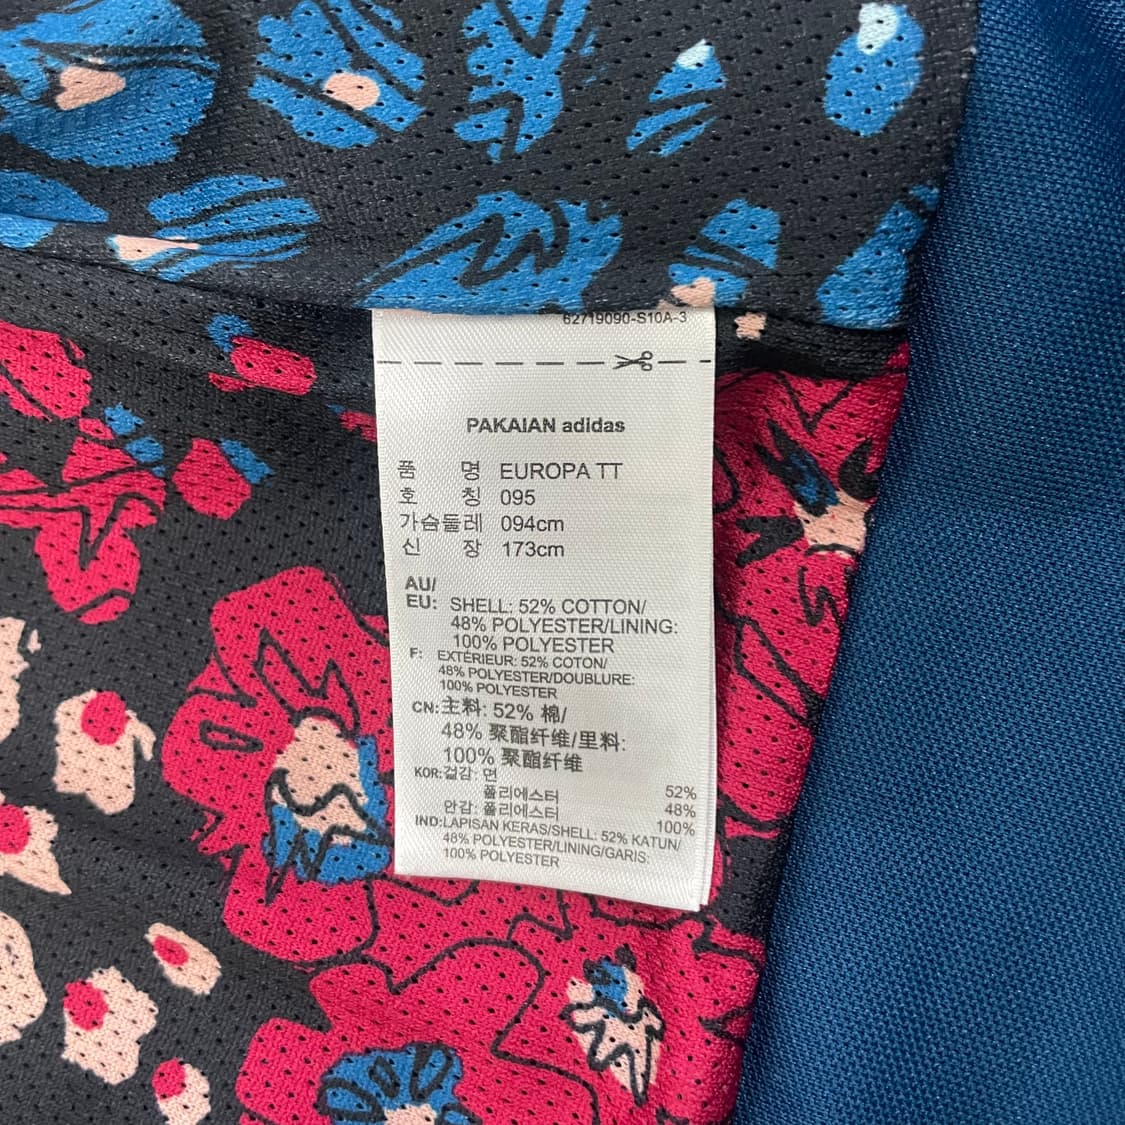 62719090-S10A-3
PAKAIAN adidas
품 명 EUROPA TT
호 칭 095
가슴둘레 094cm
신 장 173cm
AU/
EU: SHELL: 52% COTTON/
48% POLYESTER/LINING:
100% POLYESTER
F: EXTÉRIEUR: 52% COTON/
48% POLYESTER/DOUBLURE:
100% POLYESTER
CN:主料: 52% 棉/
48% 聚酯纤维/里料:
100% 聚酯纤维
KOR:겉감: 면 52%
폴리에스터 48%
안감: 폴리에스터 100%
IND:LAPISAN KERAS/SHELL: 52% KATUN/
48% POLYESTER/LINING/GARIS:
100% POLYESTER